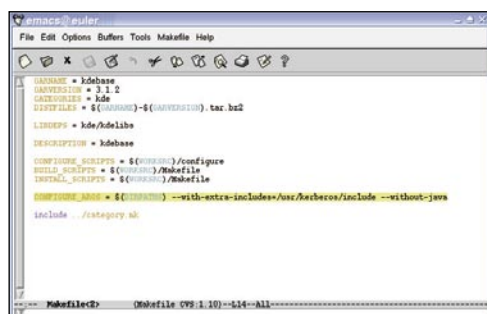 emacs@euler
File Edit Options Buffers Tools Makefile Help
GARNAME = kdebase
GARVERSION = 3.1.2
CATEGORIES = kde
DISTFILES = $(GARNAME)-$(GARVERSION).tar.bz2
LIBDEPS = kde/kdelibs
DESCRIPTION = kdebase
CONFIGURE_SCRIPTS = $(WORKSRC)/configure
BUILD_SCRIPTS = $(WORKSRC)/Makefile
INSTALL_SCRIPTS = $(WORKSRC)/Makefile
CONFIGURE_ARGS = $(DIRPATHS) --with-extra-includes=/usr/kerberos/include --without-java
include ../category.mk
--:-- Makefile<2> (Makefile CVS:1.10)--L14--All----------------------------